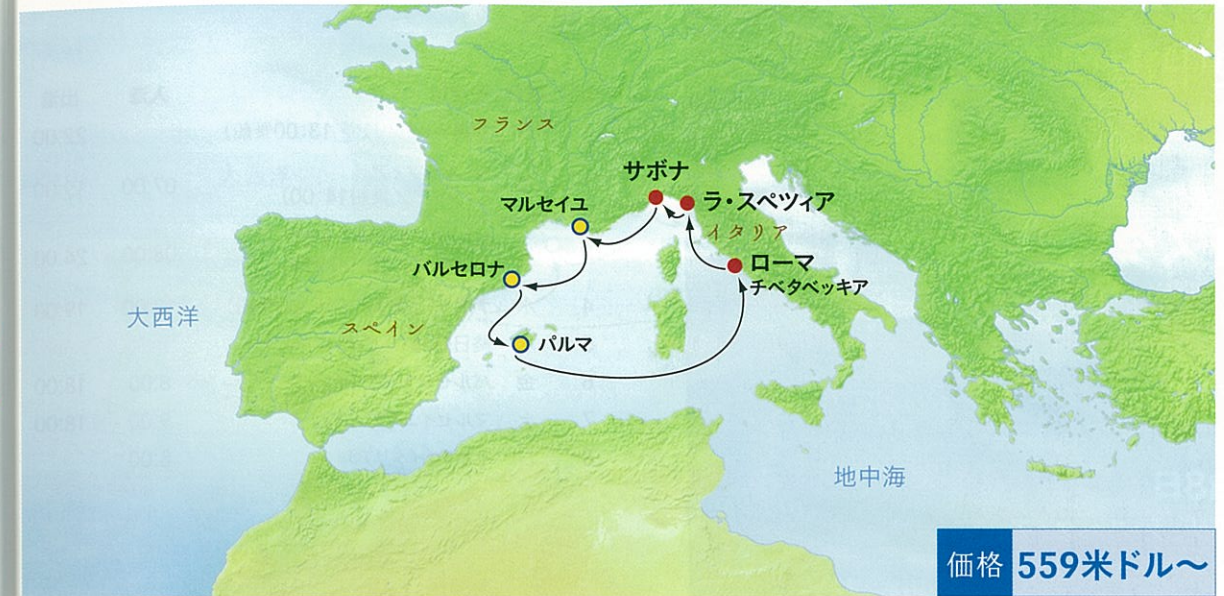 フランス
サボナ
マルセイユ
ラ・スペツィア
イタリア
バルセロナ
ローマ
チベタベッキア
大西洋
スペイン
パルマ
地中海
価格 559米ドル〜